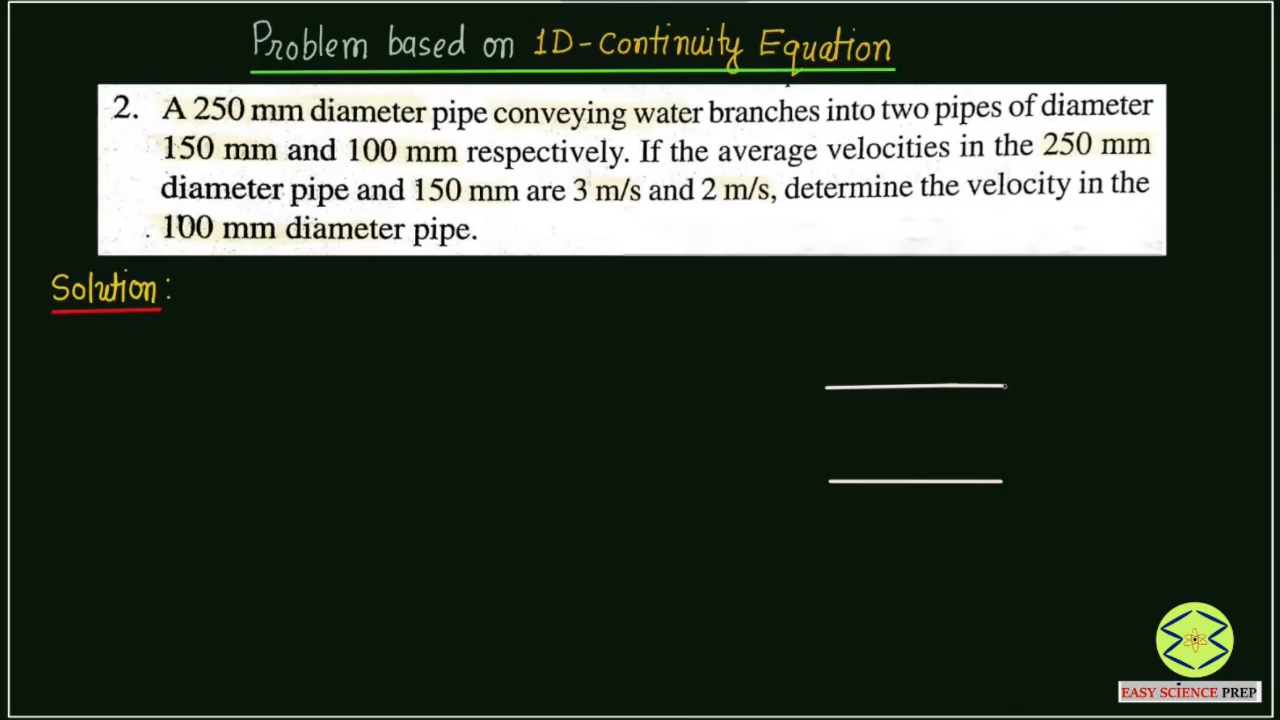 Problem based on 1D-Continuity Equation
2. A 250 mm diameter pipe conveying water branches into two pipes of diameter
150 mm and 100 mm respectively. If the average velocities in the 250 mm
diameter pipe and 150 mm are 3 m/s and 2 m/s, determine the velocity in the
100 mm diameter pipe.
Solution:
EASY SCIENCE PREP